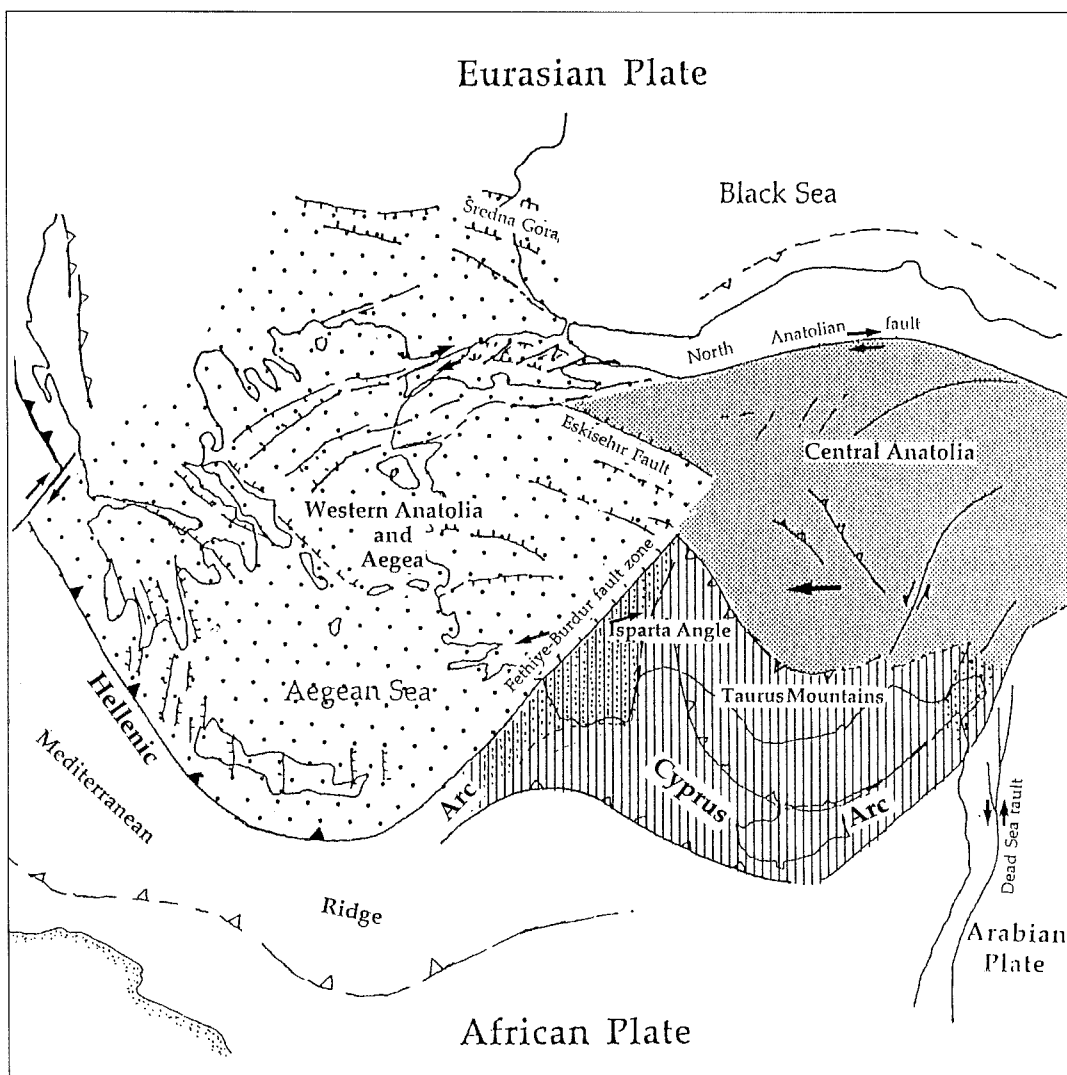 Eurasian Plate
Black Sea
Sredna Gora
North Anatolian fault
Eskisehir Fault
Central Anatolia
Western Anatolia
and
Aegea
Fethiye-Burdur fault zone
Isparta Angle
Aegean Sea
Taurus Mountains
Hellenic
Arc
Mediterranean
Cyprus
Arc
Dead Sea fault
Ridge
Arabian
Plate
African Plate